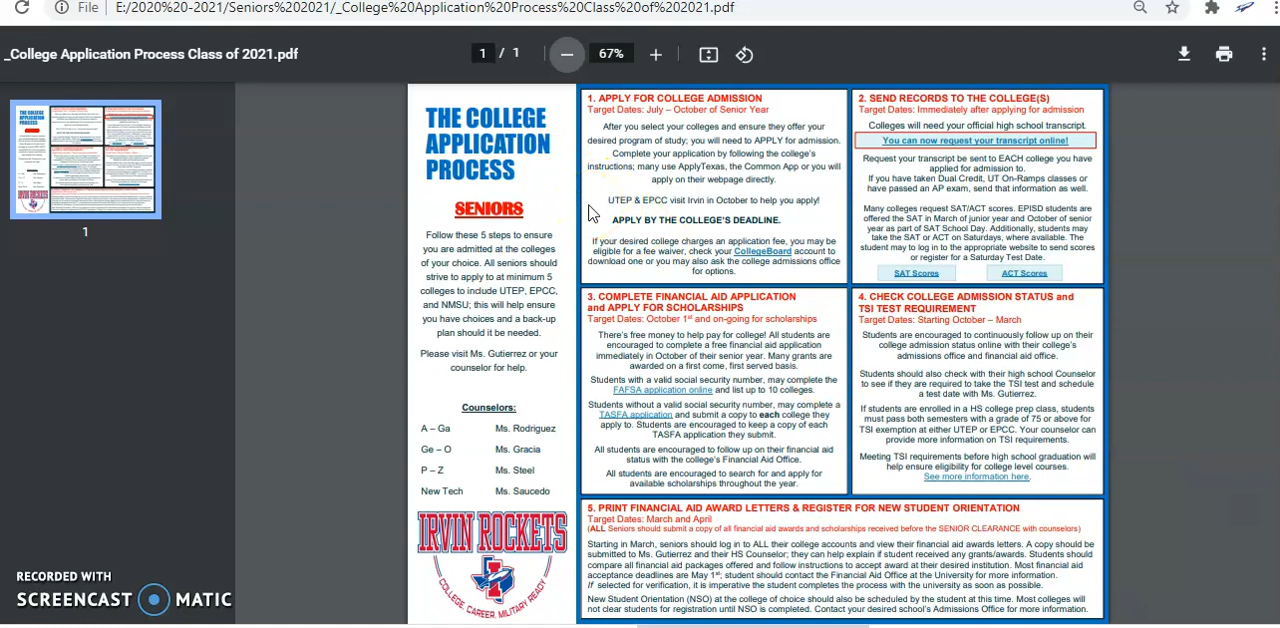 File
E:/2020%20-2021/Seniors%202021/_College%20Application%20Process%20Class%20of%202021.pdf
_College Application Process Class of 2021.pdf
1 / 1
67%
1
THE COLLEGE
APPLICATION
PROCESS
SENIORS
Follow these 5 steps to ensure
you are admitted at the colleges
of your choice. All seniors should
strive to apply to at minimum 5
colleges to include UTEP, EPCC,
and NMSU; this will help ensure
you have choices and a back-up
plan should it be needed.
Please visit Ms. Gutierrez or your
counselor for help.
Counselors:
A – Ga Ms. Rodriguez
Ge – O Ms. Gracia
P – Z Ms. Steel
New Tech Ms. Saucedo
IRVIN ROCKETS
COLLEGE, CAREER, MILITARY READY
1. APPLY FOR COLLEGE ADMISSION
Target Dates: July – October of Senior Year
After you select your colleges and ensure they offer your
desired program of study; you will need to APPLY for admission.
Complete your application by following the college's
instructions; many use ApplyTexas, the Common App or you will
apply on their webpage directly.
UTEP & EPCC visit Irvin in October to help you apply!
APPLY BY THE COLLEGE'S DEADLINE.
If your desired college charges an application fee, you may be
eligible for a fee waiver, check your CollegeBoard account to
download one or you may also ask the college admissions office
for options.
2. SEND RECORDS TO THE COLLEGE(S)
Target Dates: Immediately after applying for admission
Colleges will need your official high school transcript.
You can now request your transcript online!
Request your transcript be sent to EACH college you have
applied for admission to.
If you have taken Dual Credit, UT On-Ramps classes or
have passed an AP exam, send that information as well.
Many colleges request SAT/ACT scores. EPISD students are
offered the SAT in March of junior year and October of senior
year as part of SAT School Day. Additionally, students may
take the SAT or ACT on Saturdays, where available. The
student may log in to the appropriate website to send scores
or register for a Saturday Test Date.
SAT Scores ACT Scores
3. COMPLETE FINANCIAL AID APPLICATION
and APPLY FOR SCHOLARSHIPS
Target Dates: October 1st and on-going for scholarships
There's free money to help pay for college! All students are
encouraged to complete a free financial aid application
immediately in October of their senior year. Many grants are
awarded on a first come, first served basis.
Students with a valid social security number, may complete the
FAFSA application online and list up to 10 colleges.
Students without a valid social security number, may complete a
TASFA application and submit a copy to each college they
apply to. Students are encouraged to keep a copy of each
TASFA application they submit.
All students are encouraged to follow up on their financial aid
status with the college's Financial Aid Office.
All students are encouraged to search for and apply for
available scholarships throughout the year.
4. CHECK COLLEGE ADMISSION STATUS and
TSI TEST REQUIREMENT
Target Dates: Starting October – March
Students are encouraged to continuously follow up on their
college admission status online with their college's
admissions office and financial aid office.
Students should also check with their high school Counselor
to see if they are required to take the TSI test and schedule
a test date with Ms. Gutierrez.
If students are enrolled in a HS college prep class, students
must pass both semesters with a grade of 75 or above for
TSI exemption at either UTEP or EPCC. Your counselor can
provide more information on TSI requirements.
Meeting TSI requirements before high school graduation will
help ensure eligibility for college level courses.
See more information here.
5. PRINT FINANCIAL AID AWARD LETTERS & REGISTER FOR NEW STUDENT ORIENTATION
Target Dates: March and April
(ALL Seniors should submit a copy of all financial aid awards and scholarships received before the SENIOR CLEARANCE with counselors)
Starting in March, seniors should log in to ALL their college accounts and view their financial aid awards letters. A copy should be
submitted to Ms. Gutierrez and their HS Counselor; they can help explain if student received any grants/awards. Students should
compare all financial aid packages offered and follow instructions to accept award at their desired institution. Most financial aid
acceptance deadlines are May 1st; student should contact the Financial Aid Office at the University for more information.
If selected for verification, it is imperative the student completes the process with the university as soon as possible.
New Student Orientation (NSO) at the college of choice should also be scheduled by the student at this time. Most colleges will
not clear students for registration until NSO is completed. Contact your desired school's Admissions Office for more information.
RECORDED WITH
SCREENCAST MATIC